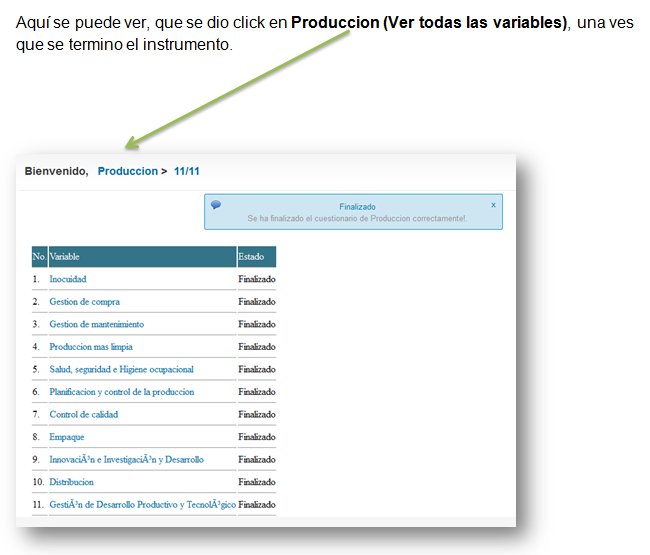 Aquí se puede ver, que se dio click en Produccion (Ver todas las variables), una ves
que se termino el instrumento.
Bienvenido, Produccion > 11/11
Finalizado x
Se ha finalizado el cuestionario de Produccion correctamente!.
No. Variable Estado
1. Inocuidad Finalizado
2. Gestion de compra Finalizado
3. Gestion de mantenimiento Finalizado
4. Produccion mas limpia Finalizado
5. Salud, seguridad e Higiene ocupacional Finalizado
6. Planificacion y control de la produccion Finalizado
7. Control de calidad Finalizado
8. Empaque Finalizado
9. InnovaciÃ³n e InvestigaciÃ³n y Desarrollo Finalizado
10. Distribucion Finalizado
11. GestiÃ³n de Desarrollo Productivo y TecnolÃ³gico Finalizado